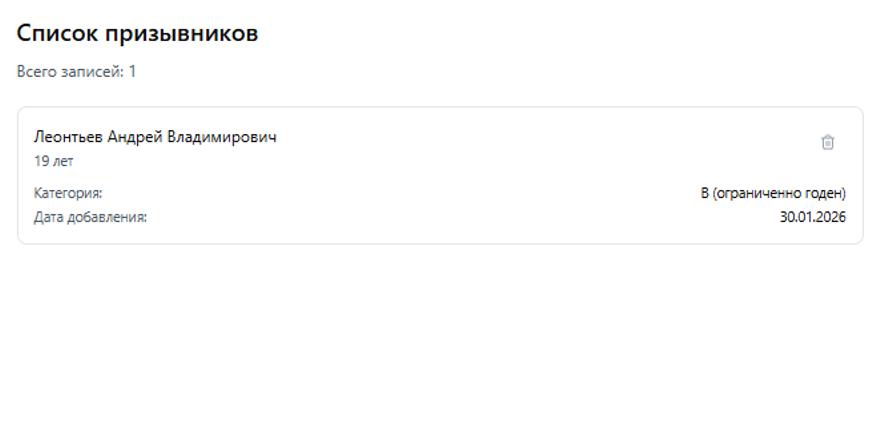 Список призывников
Всего записей: 1
Леонтьев Андрей Владимирович
19 лет
Категория: В (ограниченно годен)
Дата добавления: 30.01.2026